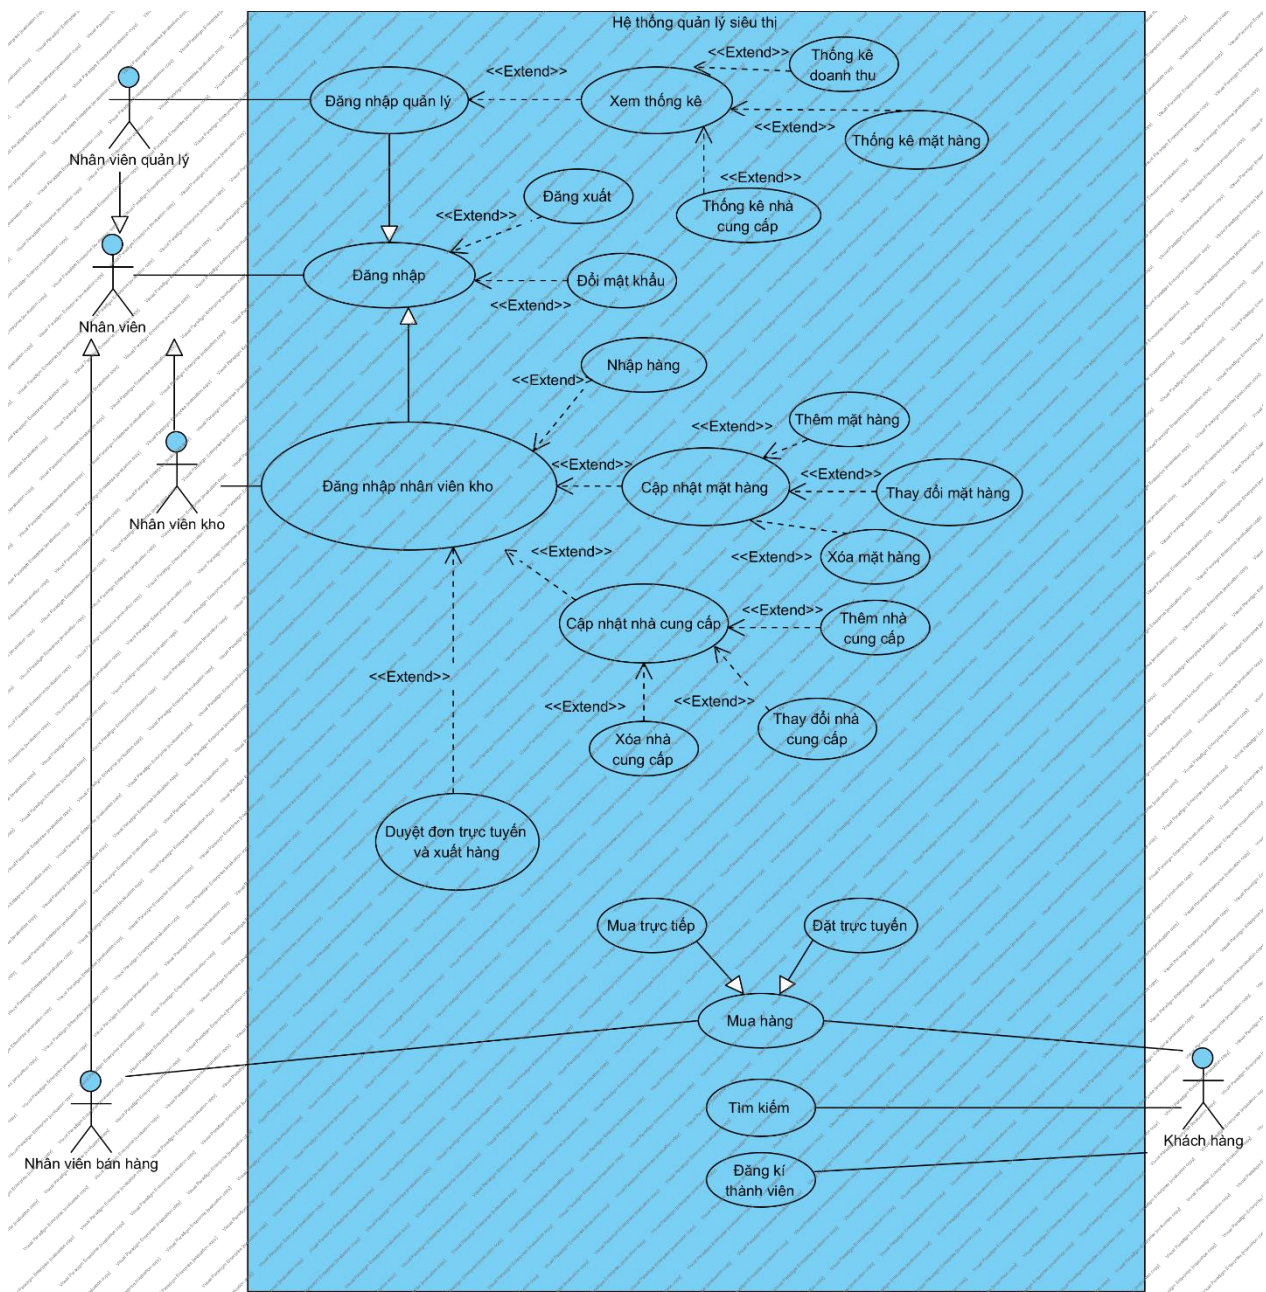 Hệ thống quản lý siêu thị
<<Extend>>
Thống kê
doanh thu
<<Extend>>
Đăng nhập quản lý
Xem thống kê
<<Extend>>
Thống kê mặt hàng
Nhân viên quản lý
<<Extend>>
Đăng xuất
<<Extend>>
Thống kê nhà
cung cấp
Đăng nhập
Đổi mật khẩu
<<Extend>>
Nhân viên
Nhập hàng
<<Extend>>
Thêm mặt hàng
<<Extend>>
<<Extend>>
<<Extend>>
Đăng nhập nhân viên kho
Cập nhật mặt hàng
Thay đổi mặt hàng
Nhân viên kho
<<Extend>>
<<Extend>>
Xóa mặt hàng
<<Extend>>
Thêm nhà
cung cấp
Cập nhật nhà cung cấp
<<Extend>>
<<Extend>>
<<Extend>>
Thay đổi nhà
cung cấp
Xóa nhà
cung cấp
Duyệt đơn trực tuyến
và xuất hàng
Mua trực tiếp
Đặt trực tuyến
Mua hàng
Tìm kiếm
Khách hàng
Nhân viên bán hàng
Đăng kí
thành viên
Visual Paradigm Enterprise [evaluation copy]